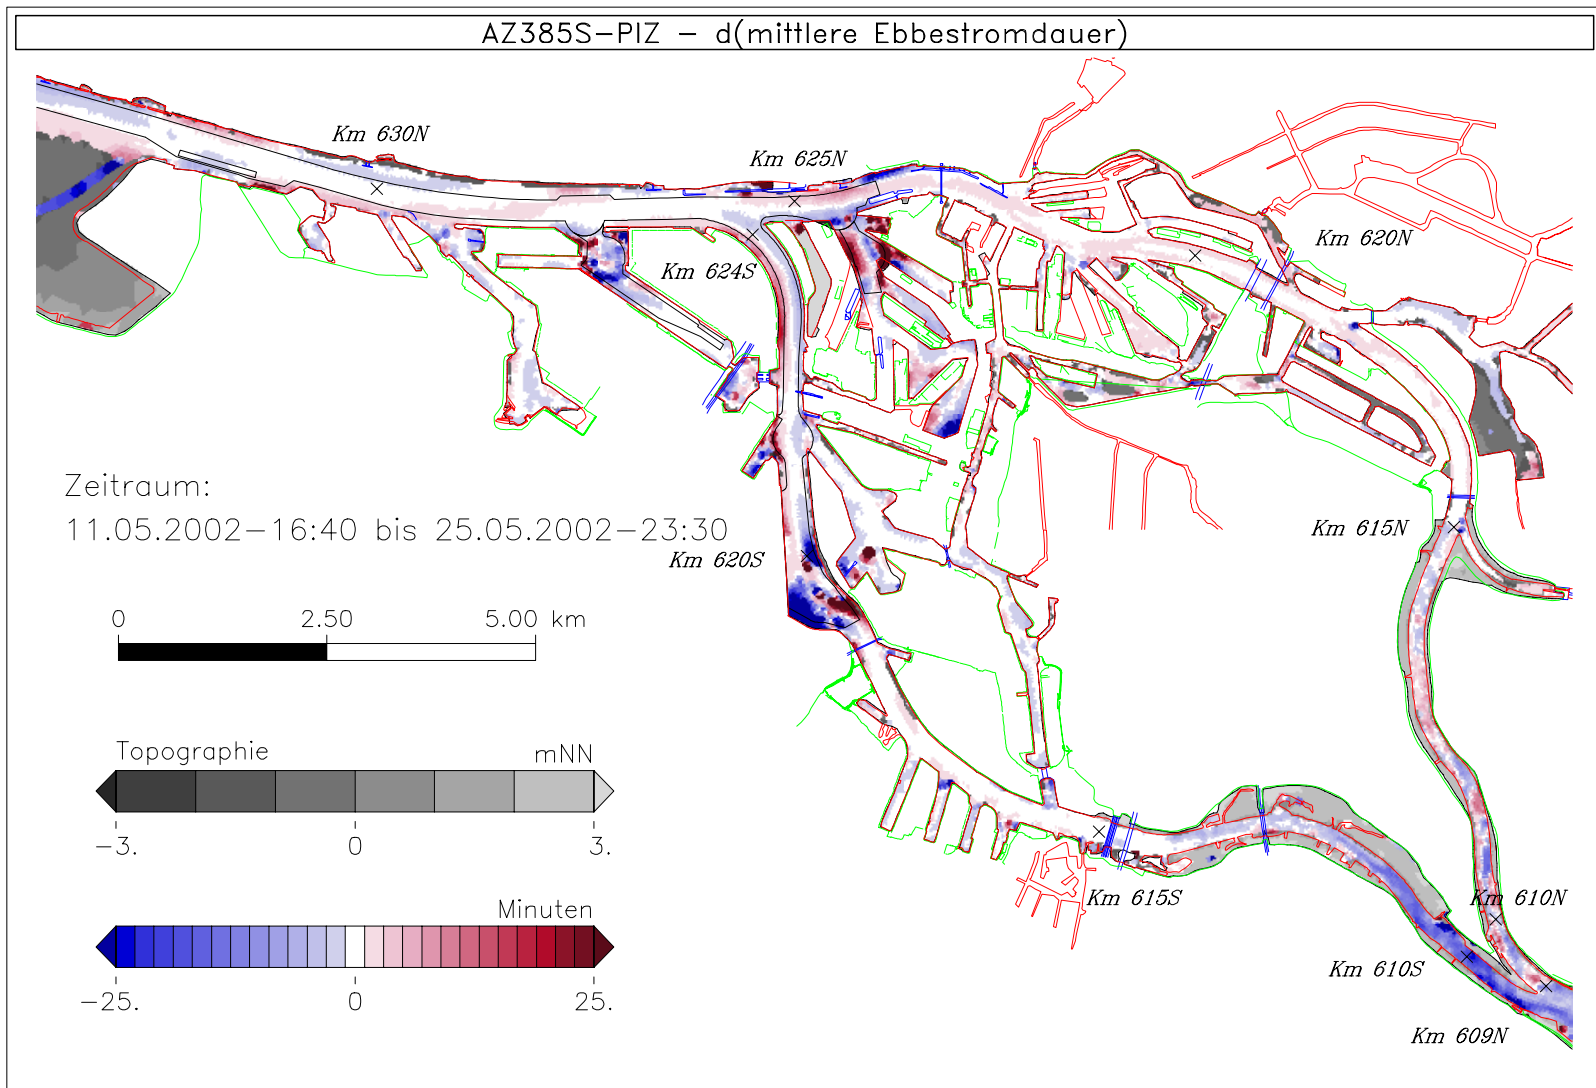 AZ385S-PIZ - d(mittlere Ebbestromdauer)
Km 630N
Km 625N
Km 620N
Km 624S
Zeitraum:
11.05.2002-16:40 bis 25.05.2002-23:30
Km 615N
Km 620S
0 2.50 5.00 km
Topographie mNN
-3. 0 3.
Km 615S
Km 610N
Minuten
Km 610S
-25. 0 25.
Km 609N